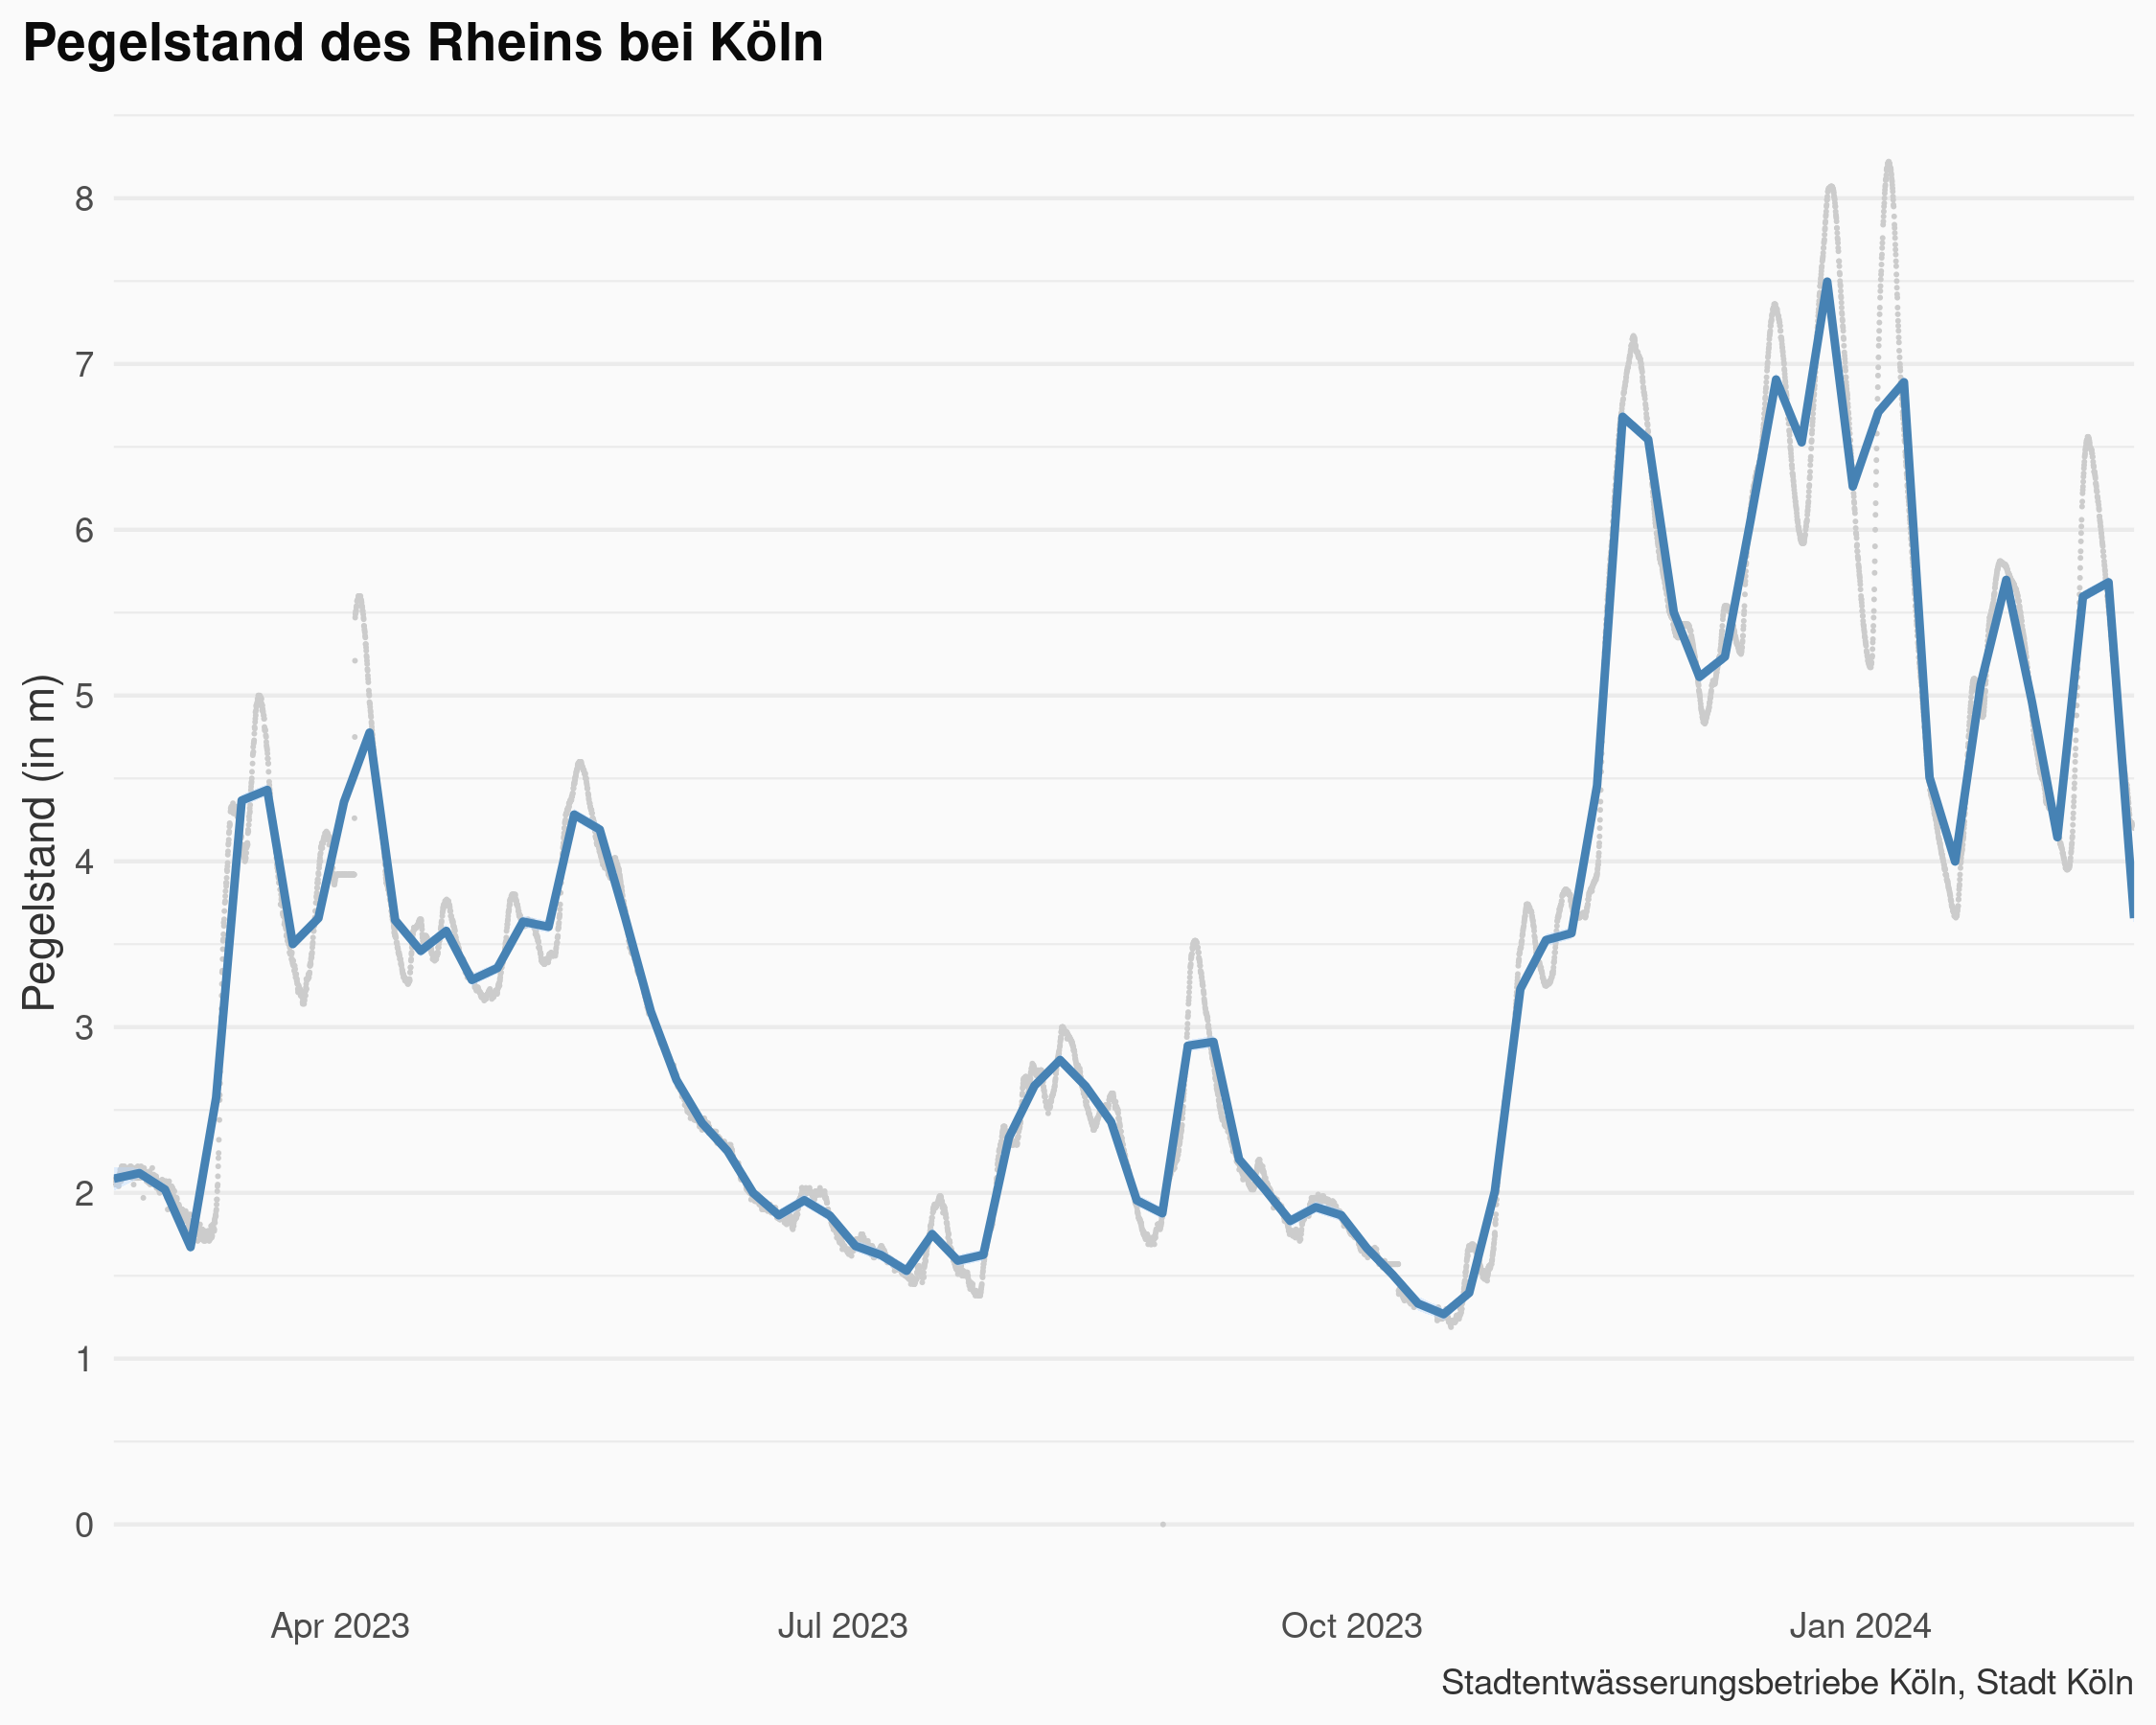 Pegelstand des Rheins bei Köln
Pegelstand (in m)
8
7
6
5
4
3
2
1
0
Apr 2023
Jul 2023
Oct 2023
Jan 2024
Stadtentwässerungsbetriebe Köln, Stadt Köln